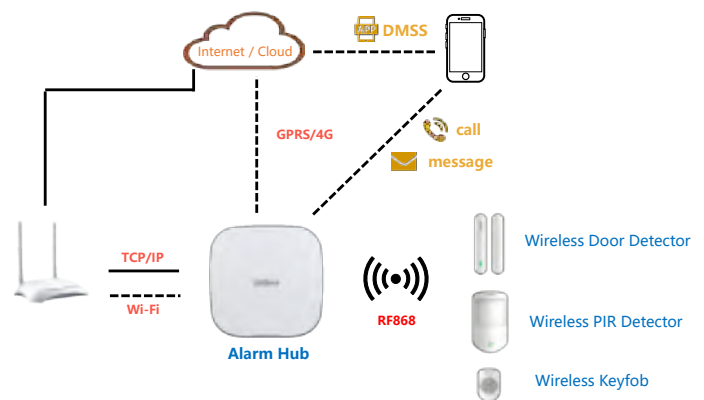 APP DMSS
Internet / Cloud
GPRS/4G
call
message
TCP/IP
Wi-Fi
Alarm Hub
RF868
Wireless Door Detector
Wireless PIR Detector
Wireless Keyfob